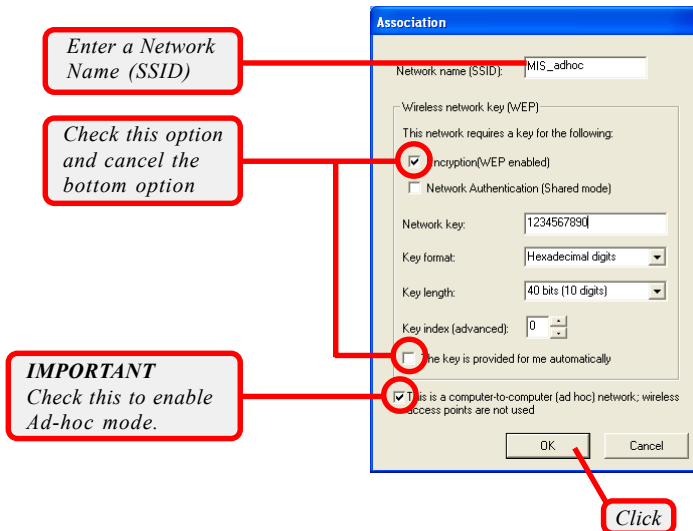 Association
Enter a Network
Name (SSID)
Network name (SSID):
MIS_adhoc
Wireless network key (WEP)
This network requires a key for the following:
Check this option
and cancel the
bottom option
ncryption(WEP enabled)
Network Authentication (Shared mode)
Network key:
1234567890
Key format:
Hexadecimal digits
Key length:
40 bits (10 digits)
Key index (advanced):
0
The key is provided for me automatically
IMPORTANT
Check this to enable
Ad-hoc mode.
This is a computer-to-computer (ad hoc) network; wireless
access points are not used
OK
Cancel
Click